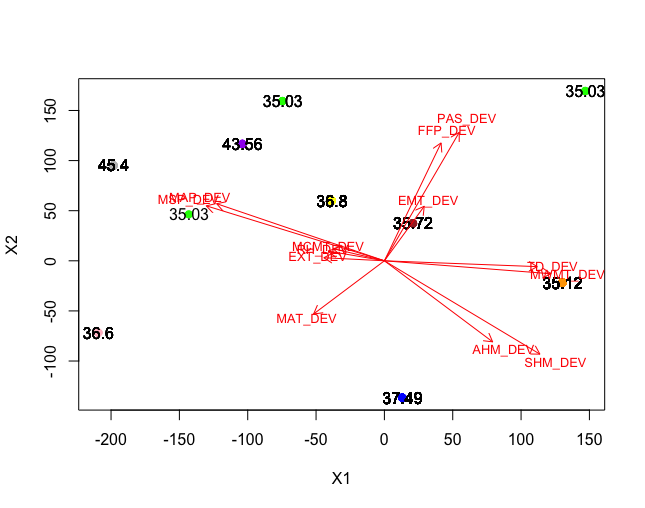 35.03
35.03
PAS_DEV
FFP_DEV
43.56
45.4
MAP_DEV
MSP_DEV
36.8
EMT_DEV
35.03
35.72
MCMT_DEV
EXT_DEV
TD_DEV
MWMT_DEV
35.12
MAT_DEV
36.6
AHM_DEV
SHM_DEV
37.49
-200
-150
-100
-50
0
50
100
150
X1
-100
-50
0
50
100
150
X2